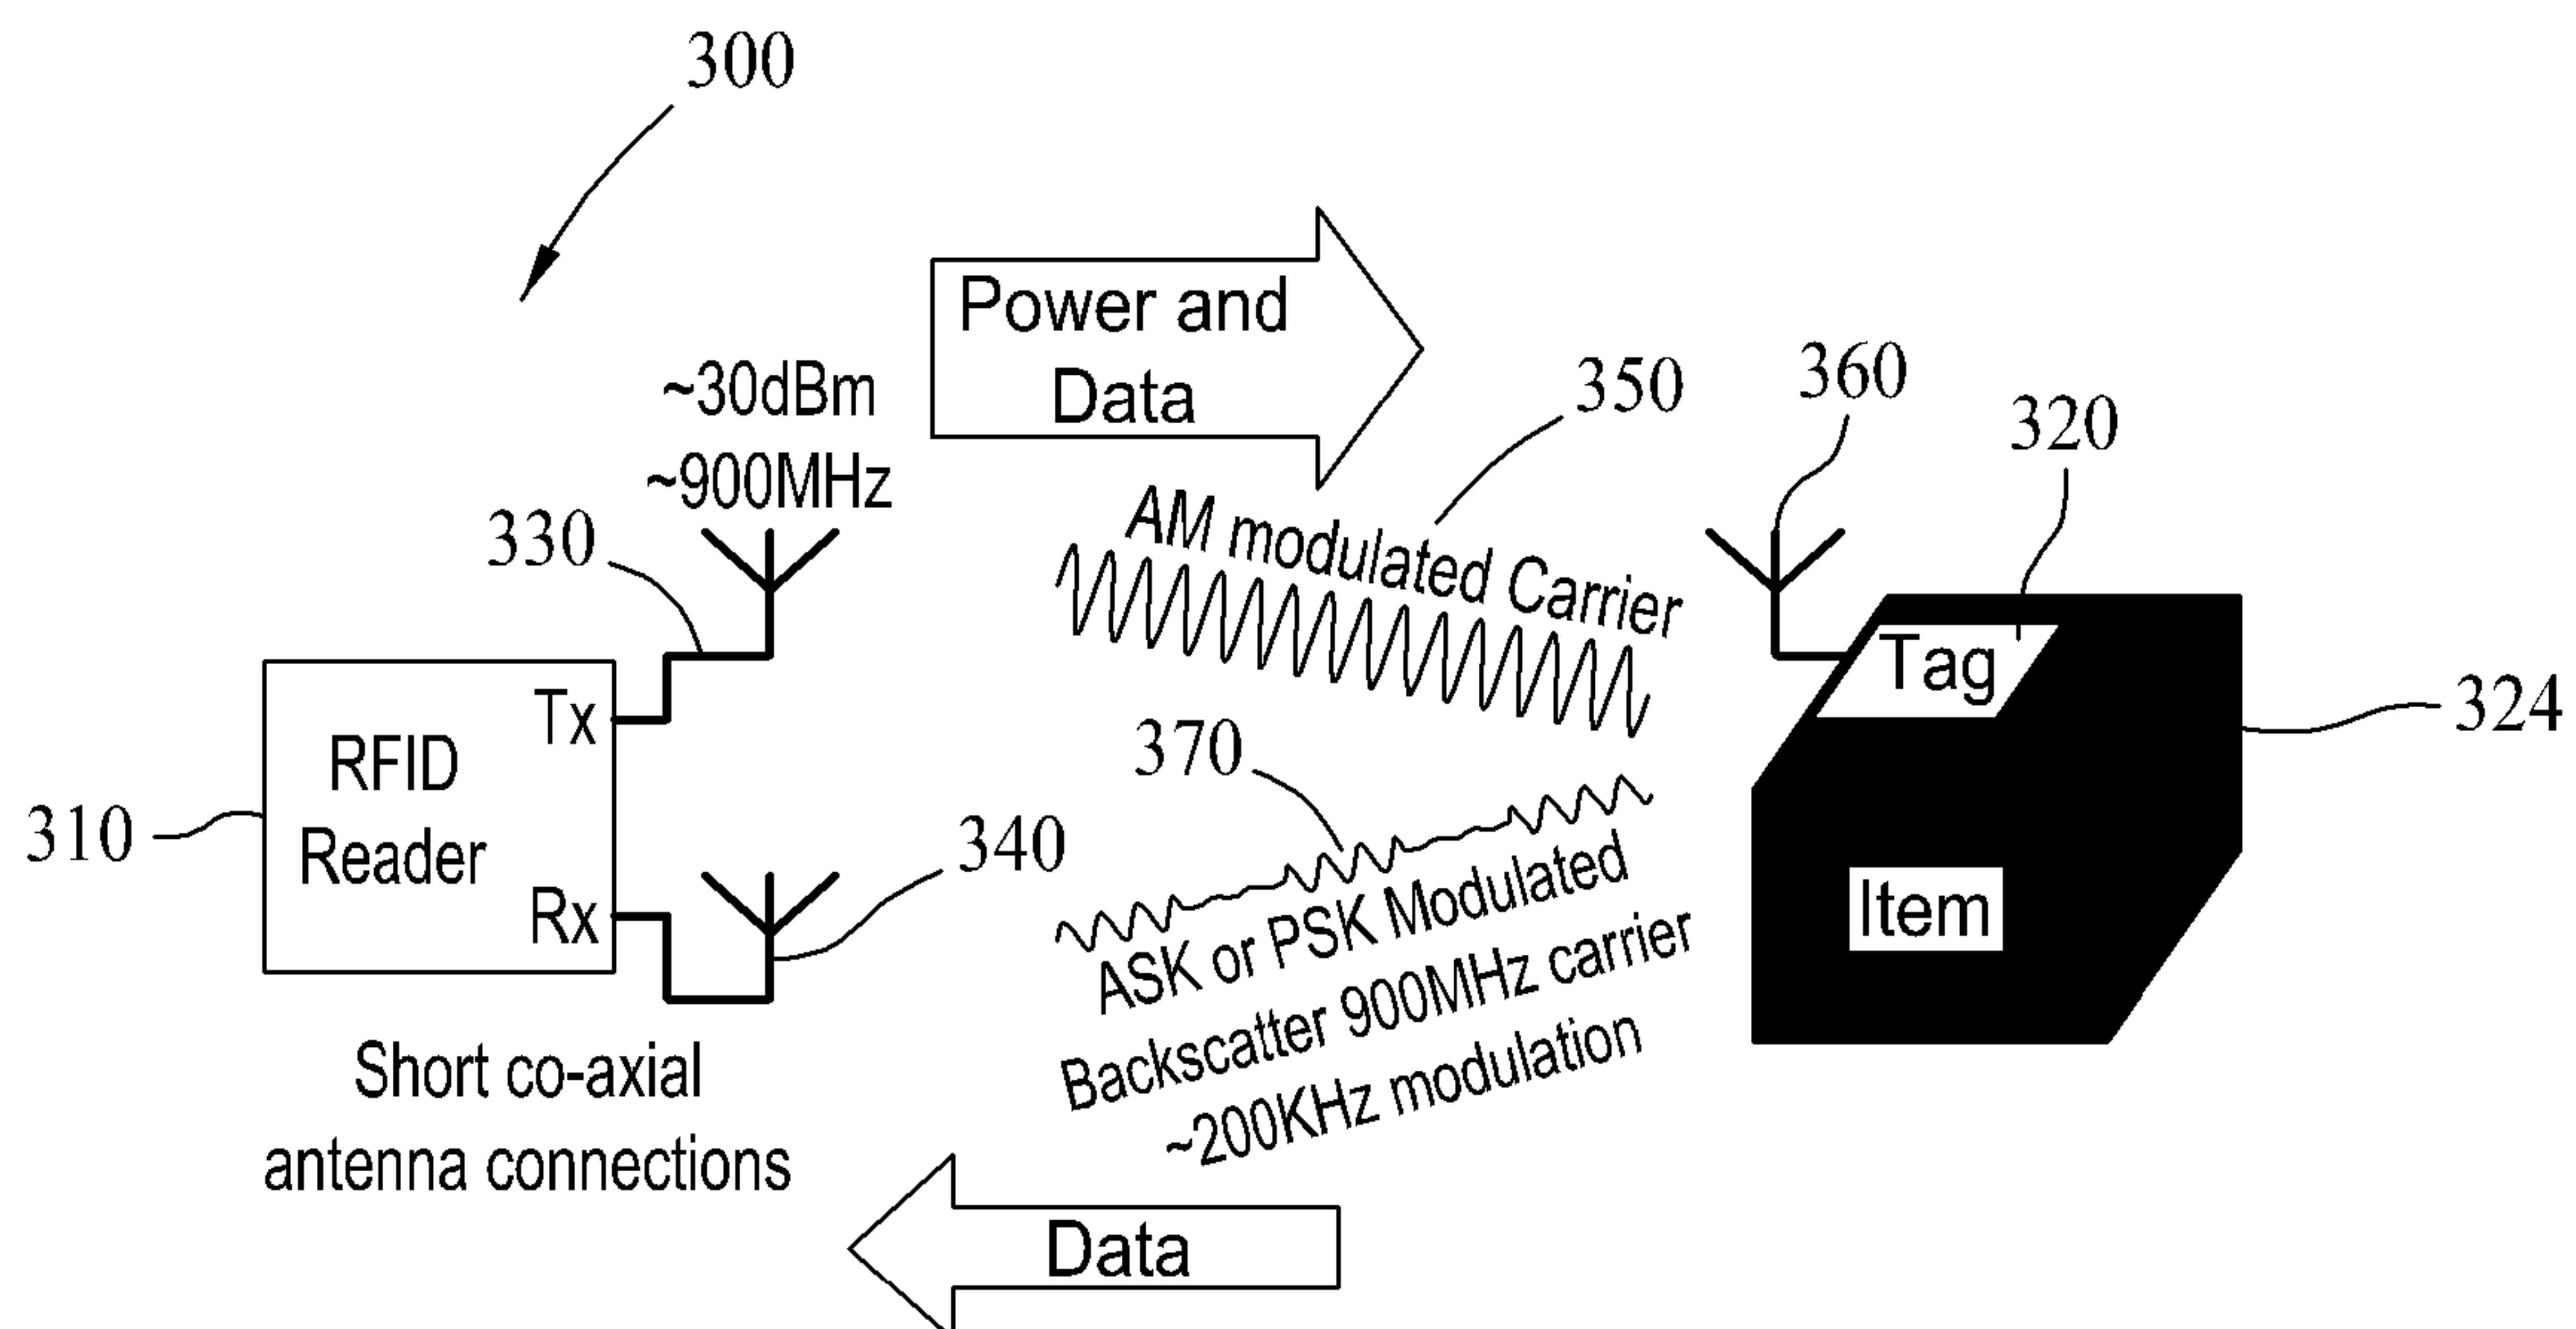 300
Power and
Data
~30dBm
~900MHz
350
360
320
330
AM modulated Carrier
Tag
Tx
RFID
Reader
324
370
310
340
Rx
Item
ASK or PSK Modulated
Backscatter 900MHz carrier
~200KHz modulation
Short co-axial
antenna connections
Data